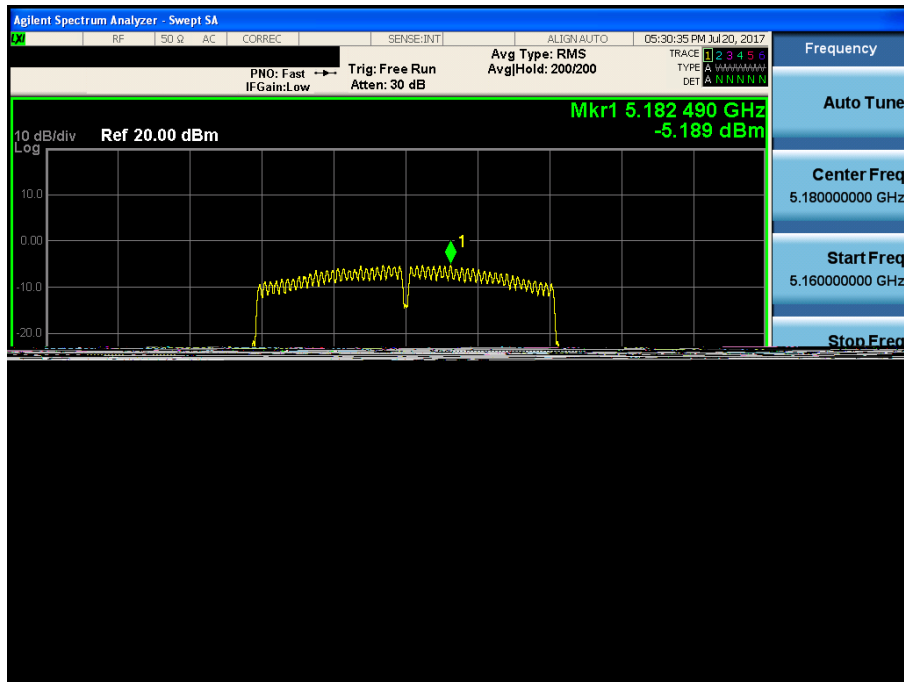 Agilent Spectrum Analyzer - Swept SA
LXI RF 50 Ω AC CORREC SENSE:INT ALIGN AUTO 05:30:35 PM Jul 20, 2017
Frequency
PNO: Fast
IFGain:Low
Trig: Free Run
Atten: 30 dB
Avg Type: RMS
Avg|Hold: 200/200
TRACE 1 2 3 4 5 6
TYPE A WWWWW
DET A N N N N N
Auto Tune
Mkr1 5.182 490 GHz
-5.189 dBm
10 dB/div Ref 20.00 dBm
Log
Center Freq
5.180000000 GHz
10.0
0.00
1
Start Freq
5.160000000 GHz
-10.0
-20.0
Stop Freq